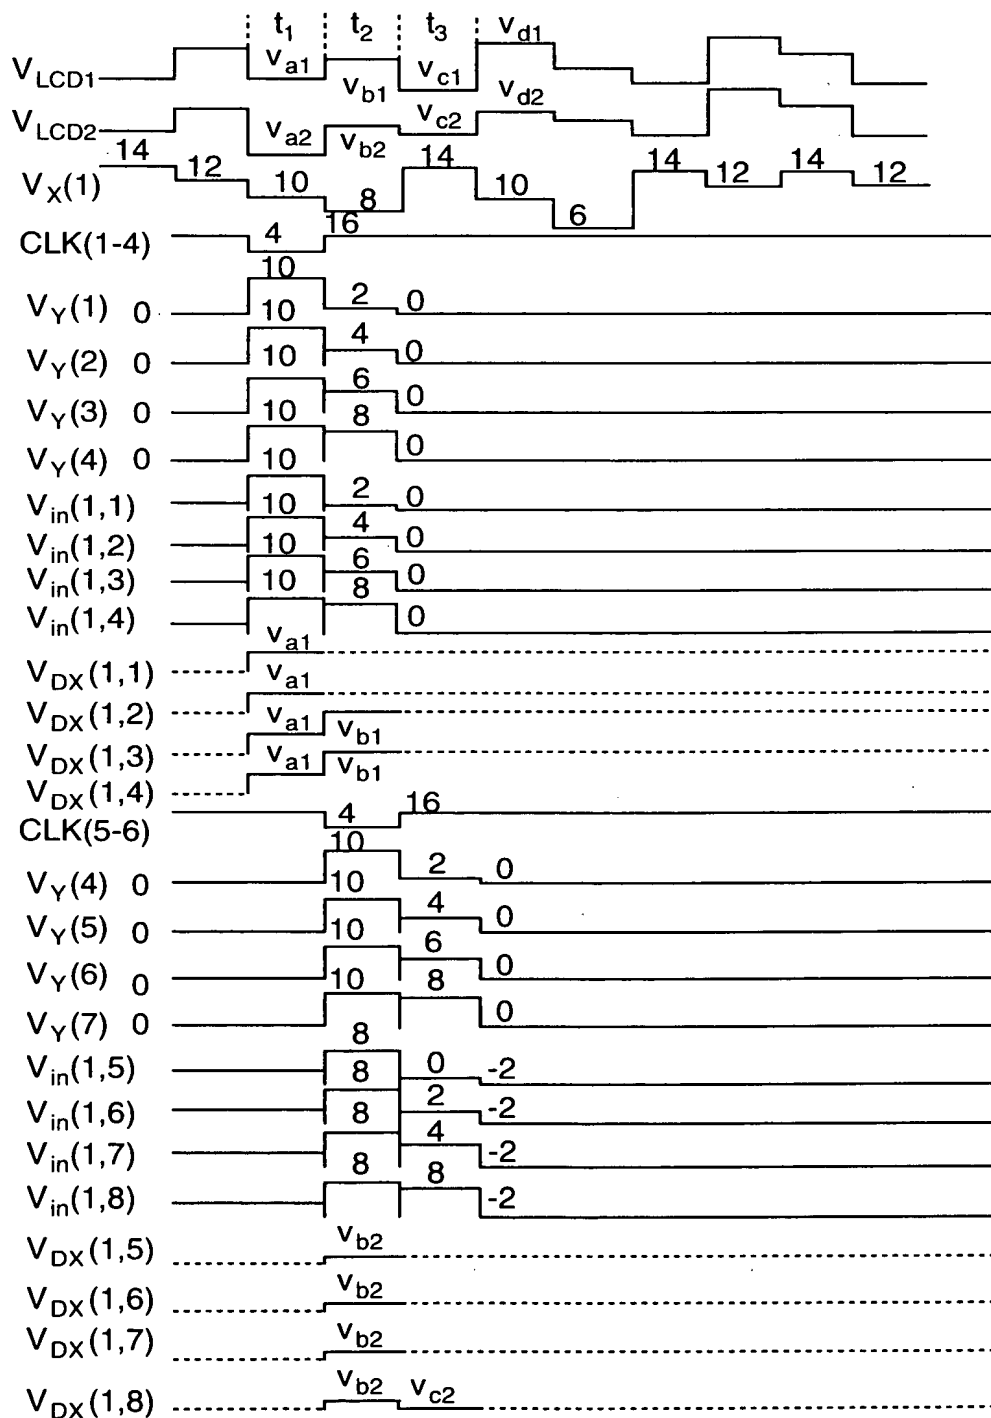 t1 t2 t3 vd1
VLCD1 va1 vb1 vc1
VLCD2 va2 vb2 vc2 vd2
VX(1) 14 12 10 8 14 10 6 14 12 14 12
CLK(1-4) 4 16
VY(1) 0 10 2 0
VY(2) 0 10 4 0
VY(3) 0 10 6 0
VY(4) 0 10 8 0
Vin(1,1) 10 2 0
Vin(1,2) 10 4 0
Vin(1,3) 10 6 0
Vin(1,4) 10 8 0
VDX(1,1) va1
VDX(1,2) va1
VDX(1,3) va1 vb1
VDX(1,4) va1 vb1
CLK(5-6) 4 16
VY(4) 0 10 2 0
VY(5) 0 10 4 0
VY(6) 0 10 6 0
VY(7) 0 10 8 0
Vin(1,5) 8 0 -2
Vin(1,6) 8 2 -2
Vin(1,7) 8 4 -2
Vin(1,8) 8 8 -2
VDX(1,5) vb2
VDX(1,6) vb2
VDX(1,7) vb2
VDX(1,8) vb2 vc2